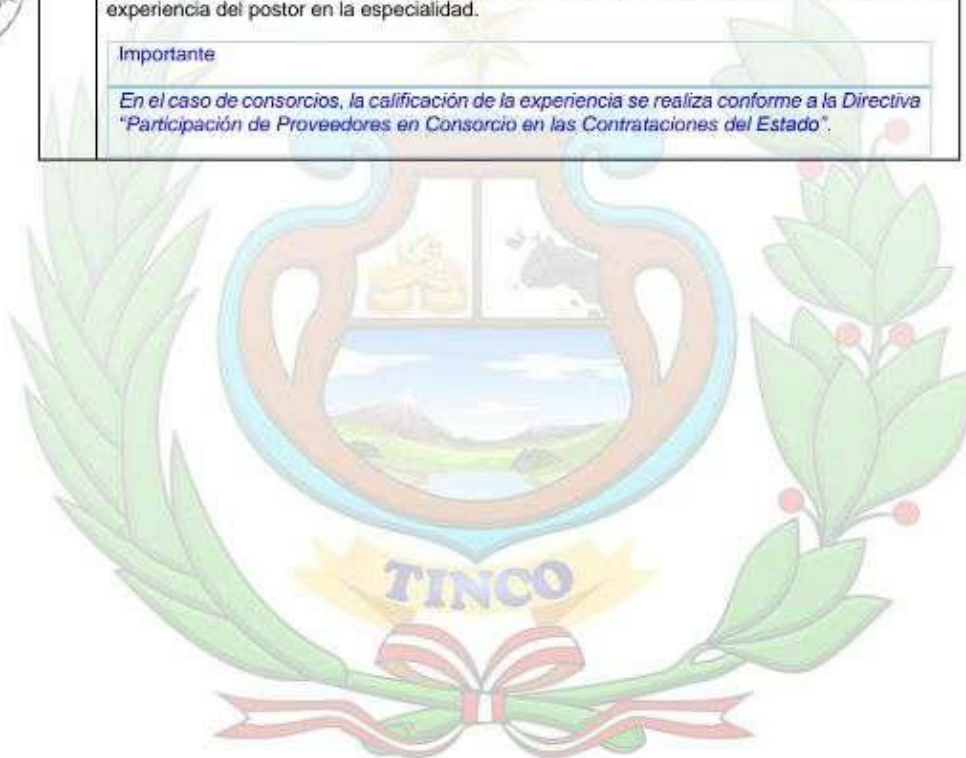 experiencia del postor en la especialidad.
Importante
En el caso de consorcios, la calificación de la experiencia se realiza conforme a la Directiva
"Participación de Proveedores en Consorcio en las Contrataciones del Estado".
TINCO